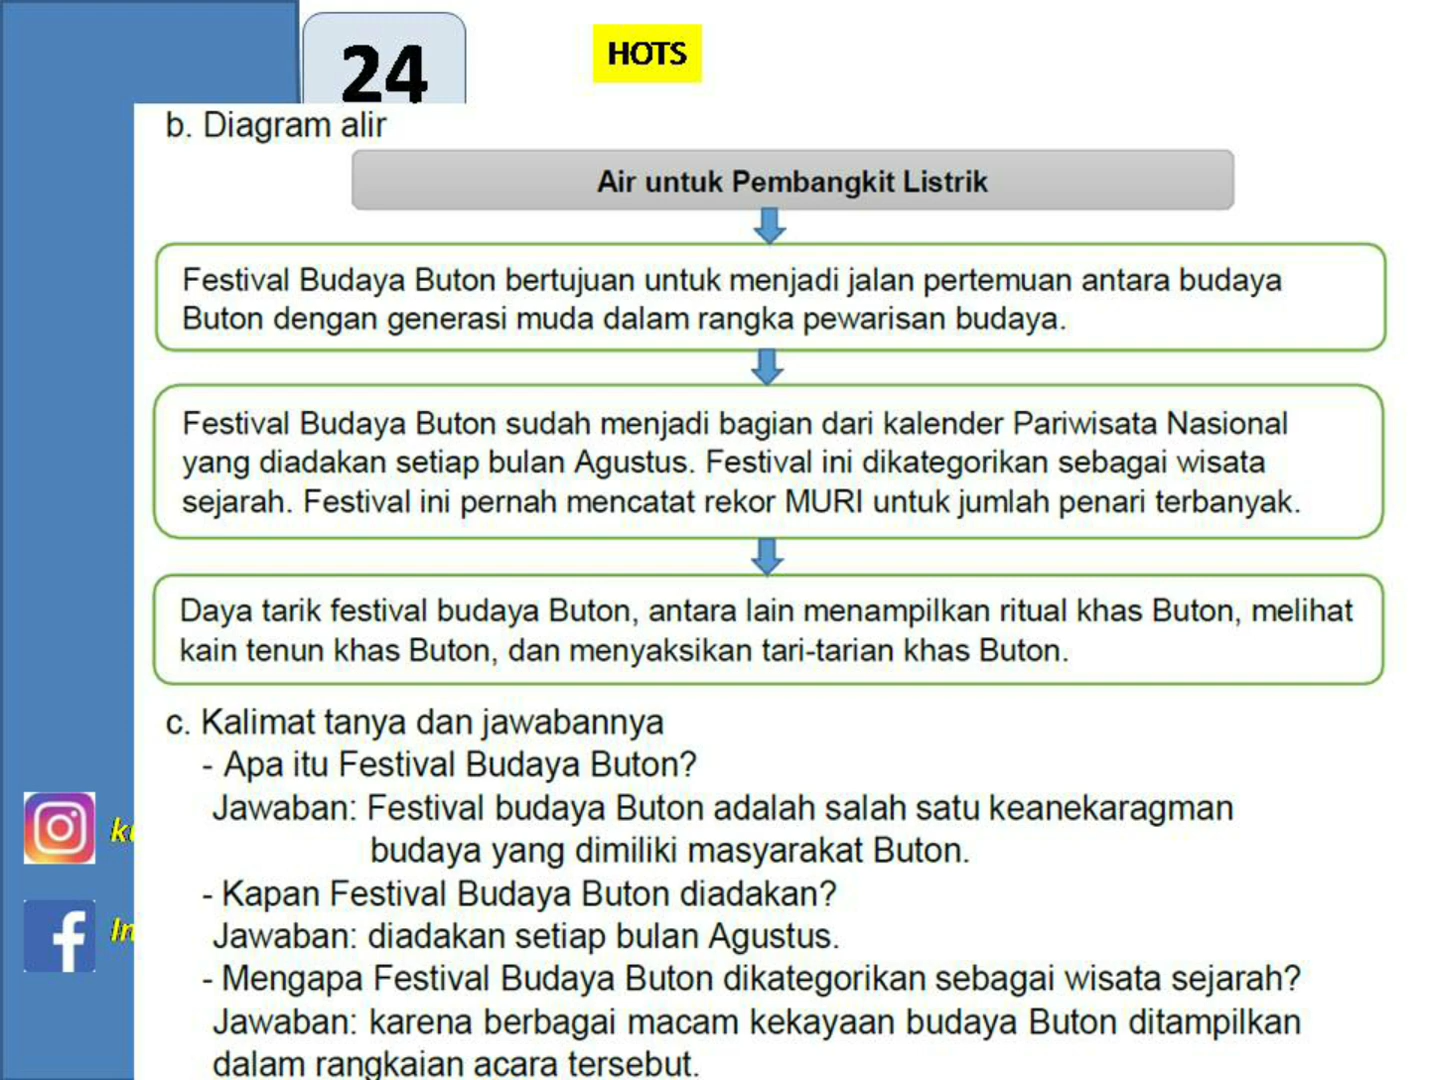 24
HOTS
b. Diagram alir
Air untuk Pembangkit Listrik
Festival Budaya Buton bertujuan untuk menjadi jalan pertemuan antara budaya
Buton dengan generasi muda dalam rangka pewarisan budaya.
Festival Budaya Buton sudah menjadi bagian dari kalender Pariwisata Nasional
yang diadakan setiap bulan Agustus. Festival ini dikategorikan sebagai wisata
sejarah. Festival ini pernah mencatat rekor MURI untuk jumlah penari terbanyak.
Daya tarik festival budaya Buton, antara lain menampilkan ritual khas Buton, melihat
kain tenun khas Buton, dan menyaksikan tari-tarian khas Buton.
c. Kalimat tanya dan jawabannya
- Apa itu Festival Budaya Buton?
Jawaban: Festival budaya Buton adalah salah satu keanekaragman
budaya yang dimiliki masyarakat Buton.
- Kapan Festival Budaya Buton diadakan?
Jawaban: diadakan setiap bulan Agustus.
- Mengapa Festival Budaya Buton dikategorikan sebagai wisata sejarah?
Jawaban: karena berbagai macam kekayaan budaya Buton ditampilkan
dalam rangkaian acara tersebut.